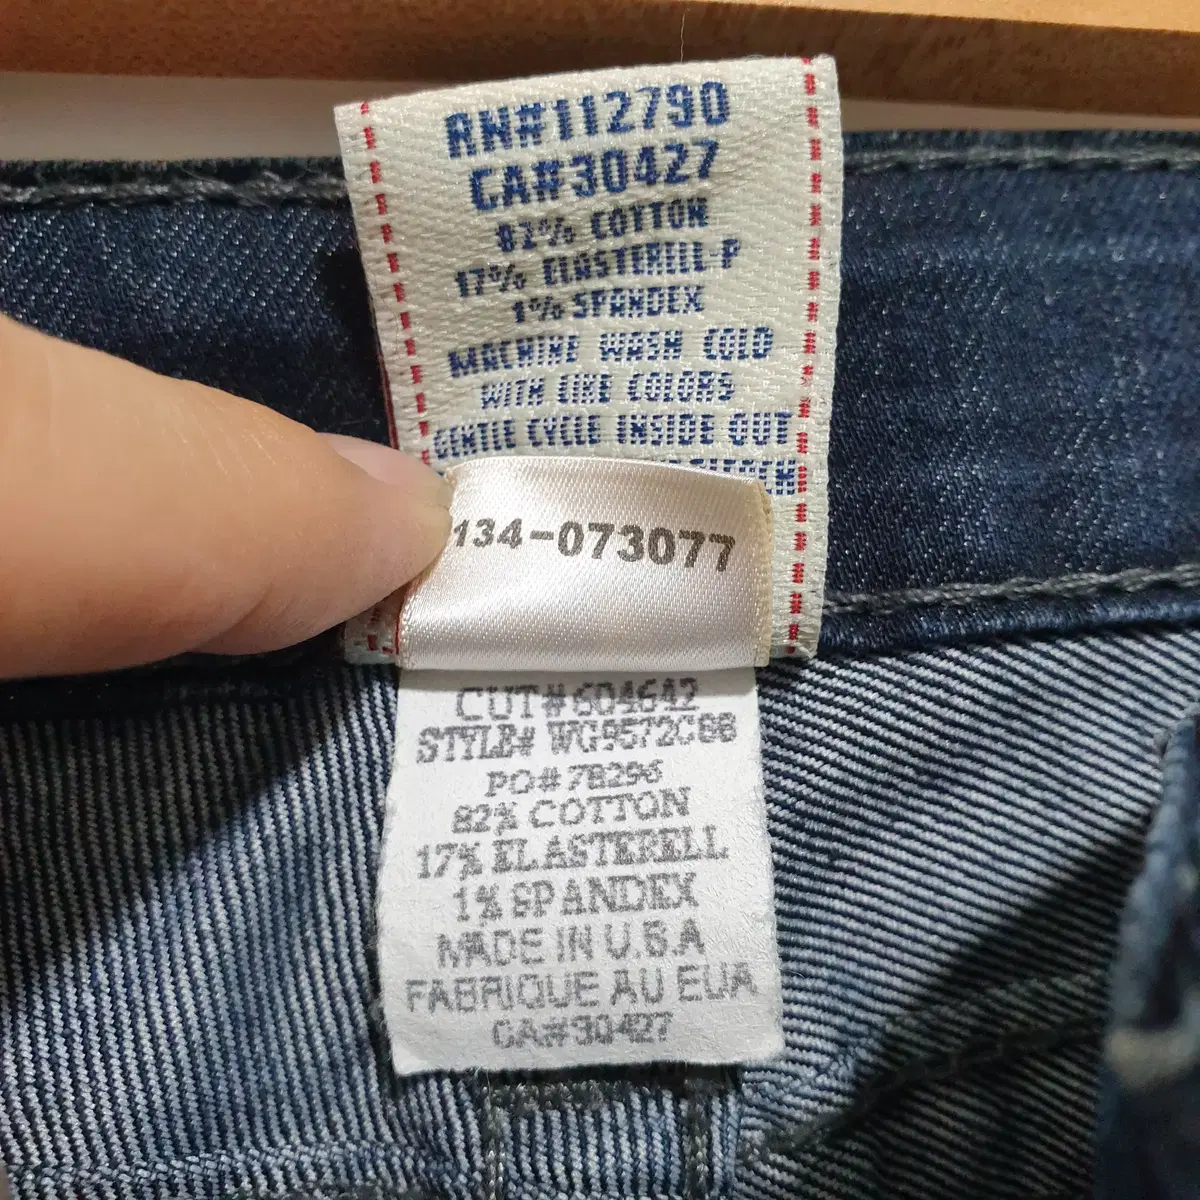 RN#112790
CA#30427
82% COTTON
17% ELASTERELL-P
1% SPANDEX
MACHINE WASH COLD
WITH LIKE COLORS
GENTLE CYCLE INSIDE OUT
134-073077
CUT#604642
STYLE# WG9572C88
PO#78296
82% COTTON
17% ELASTERELL
1% SPANDEX
MADE IN U.S.A
FABRIQUE AU EUA
CA#30427